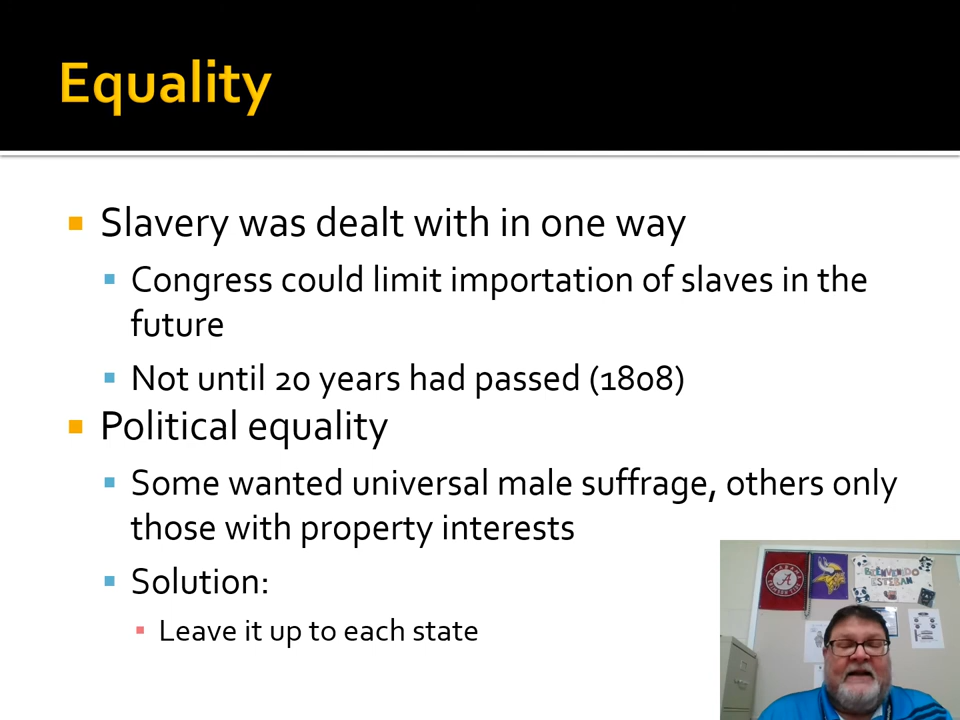 Equality
Slavery was dealt with in one way
Congress could limit importation of slaves in the
future
Not until 20 years had passed (1808)
Political equality
Some wanted universal male suffrage, others only
those with property interests
Solution:
Leave it up to each state
BIENVENIDO
ESTEBAN